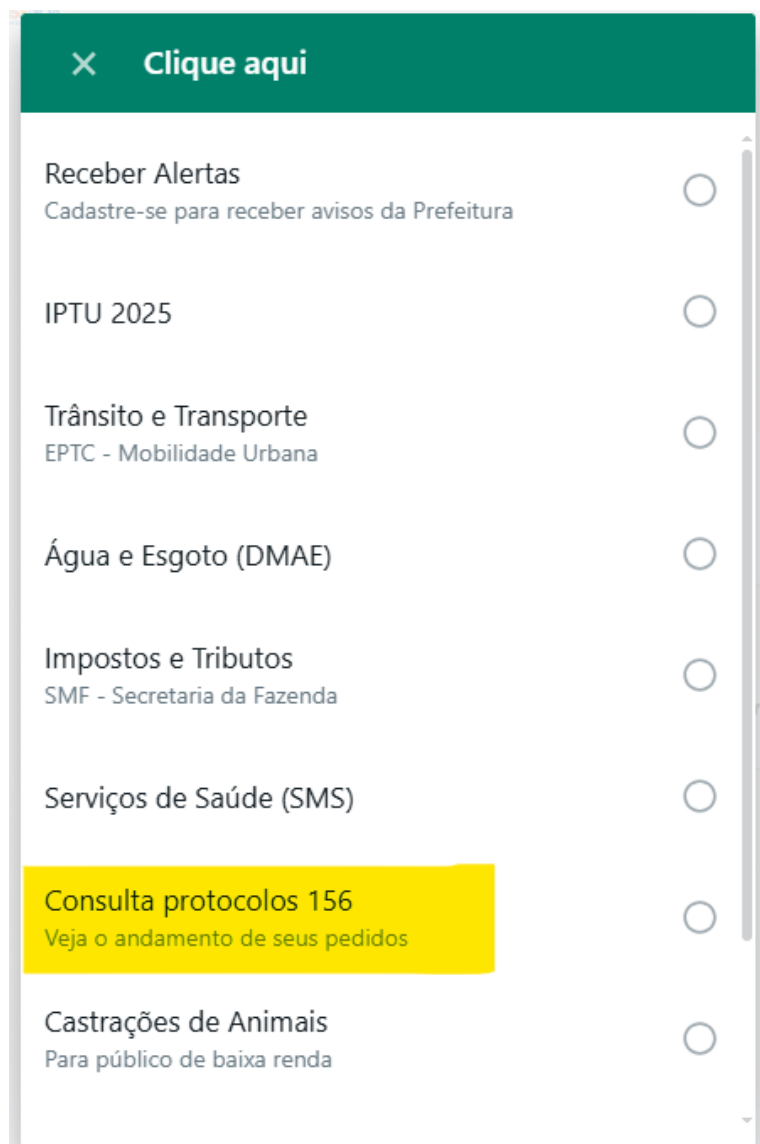 Clique aqui
Receber Alertas
Cadastre-se para receber avisos da Prefeitura
IPTU 2025
Trânsito e Transporte
EPTC - Mobilidade Urbana
Água e Esgoto (DMAE)
Impostos e Tributos
SMF - Secretaria da Fazenda
Serviços de Saúde (SMS)
Consulta protocolos 156
Veja o andamento de seus pedidos
Castrações de Animais
Para público de baixa renda